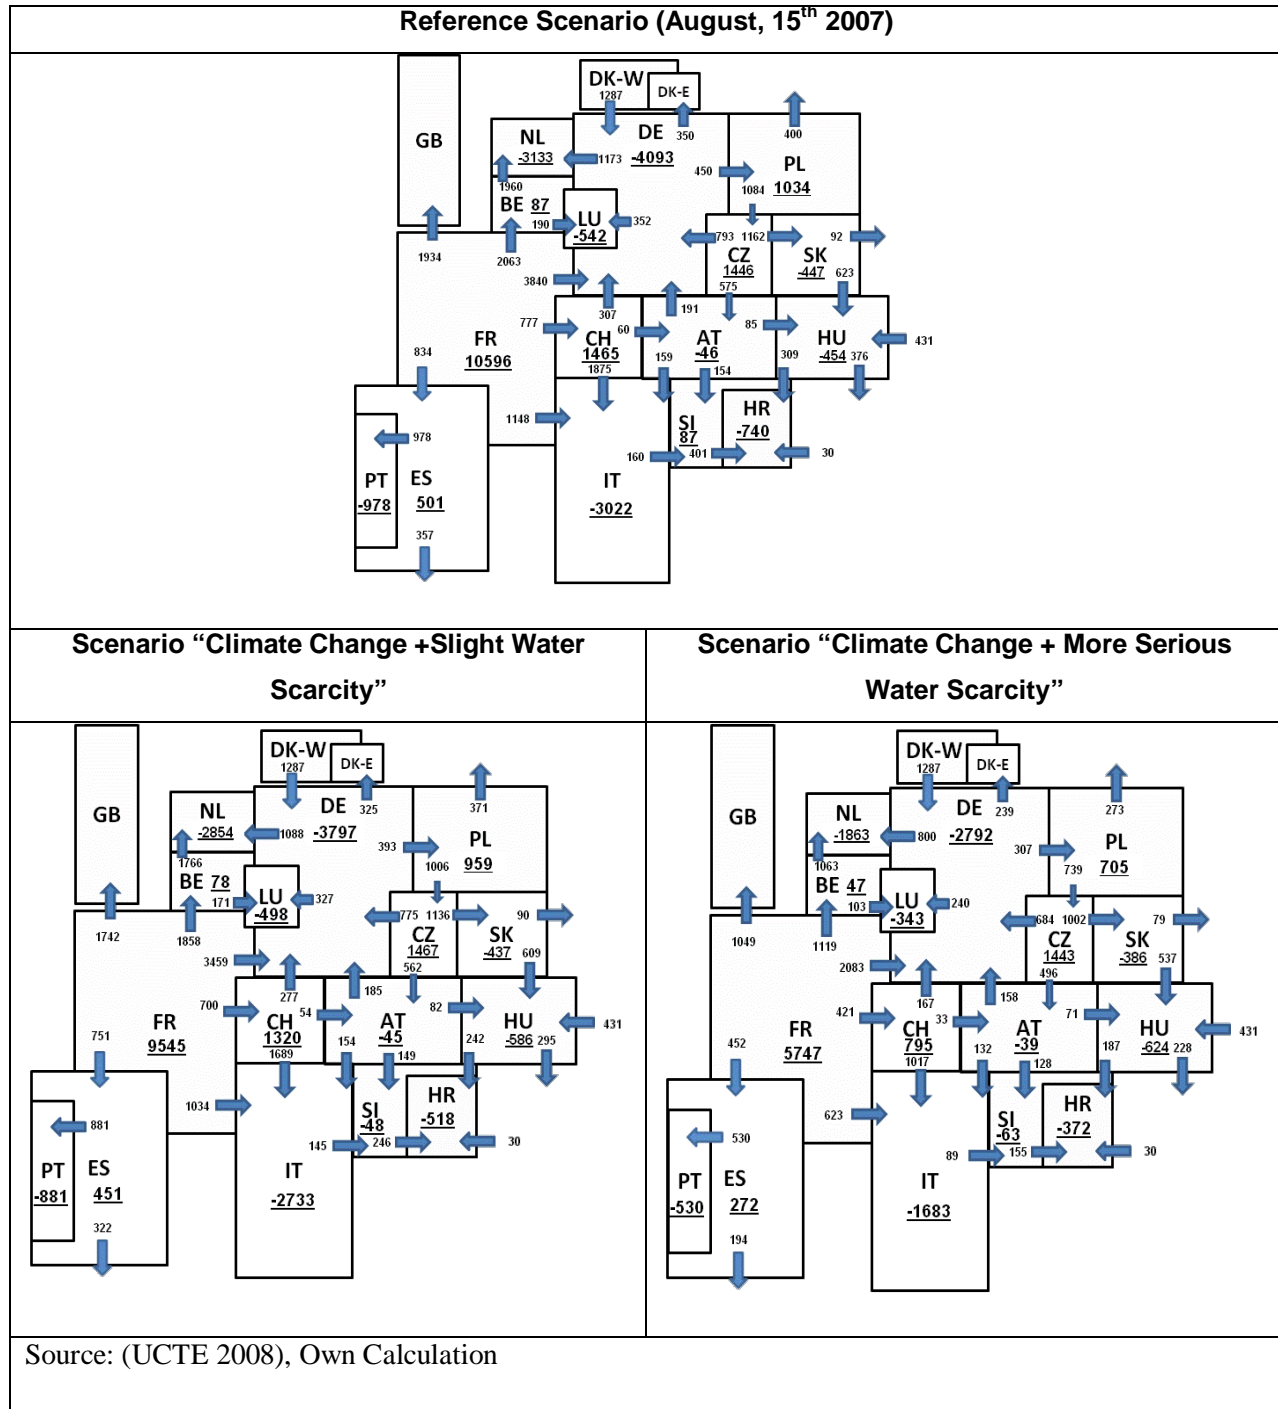 Reference Scenario (August, 15th 2007)
DK-W
1287
DK-E
350
GB
NL
-3133
1173
DE
-4093
400
PL
1034
450
1084
1960
BE 87
190
LU
-542
352
793
1162
92
CZ
1446
575
SK
-447
623
1934
2063
3840
307
191
777
60
85
FR
10596
CH
1465
1875
AT
-46
154
159
HU
-454
309
376
431
834
1148
SI
87
401
HR
-740
30
160
978
PT
-978
ES
501
357
IT
-3022
Scenario “Climate Change +Slight Water
Scarcity”
DK-W
1287
DK-E
325
GB
NL
-2854
1088
DE
-3797
371
PL
959
393
1006
1766
BE 78
171
LU
-498
327
775
1136
90
CZ
1467
562
SK
-437
609
1742
1858
3459
277
185
700
54
82
FR
9545
CH
1320
1689
AT
-45
149
154
HU
-586
242
295
431
751
1034
SI
-48
246
HR
-518
30
145
881
PT
-881
ES
451
322
IT
-2733
Scenario “Climate Change + More Serious
Water Scarcity”
DK-W
1287
DK-E
239
GB
NL
-1863
800
DE
-2792
273
PL
705
307
739
1063
BE 47
103
LU
-343
240
684
1002
79
CZ
1443
496
SK
-386
537
1049
1119
2083
167
158
421
33
71
FR
5747
CH
795
1017
AT
-39
128
132
HU
-624
187
228
431
452
623
SI
-63
155
HR
-372
30
89
530
PT
-530
ES
272
194
IT
-1683
Source: (UCTE 2008), Own Calculation